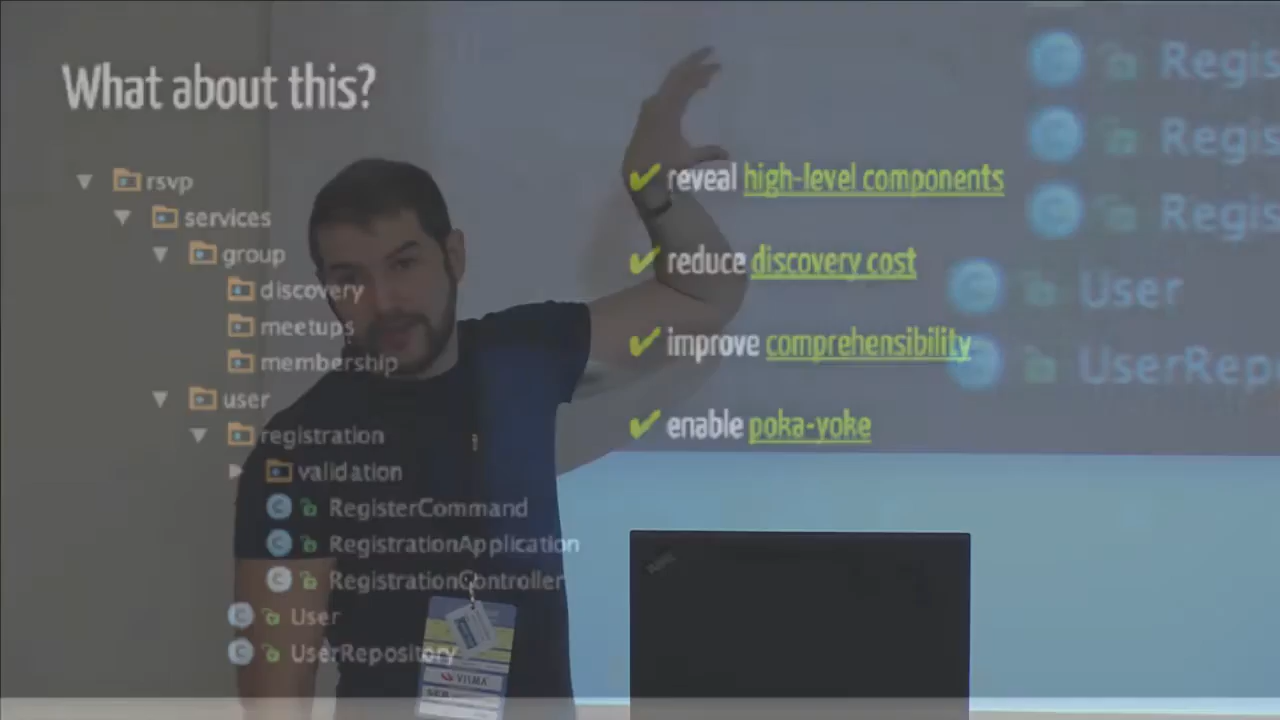 What about this?
rsvp
services
group
discovery
meetups
membership
user
registration
validation
RegisterCommand
RegistrationApplication
RegistrationController
User
UserRepository
✔ reveal high-level components
✔ reduce discovery cost
✔ improve comprehensibility
✔ enable poka-yoke
Regis
Regis
Regis
User
UserRep
VISMA